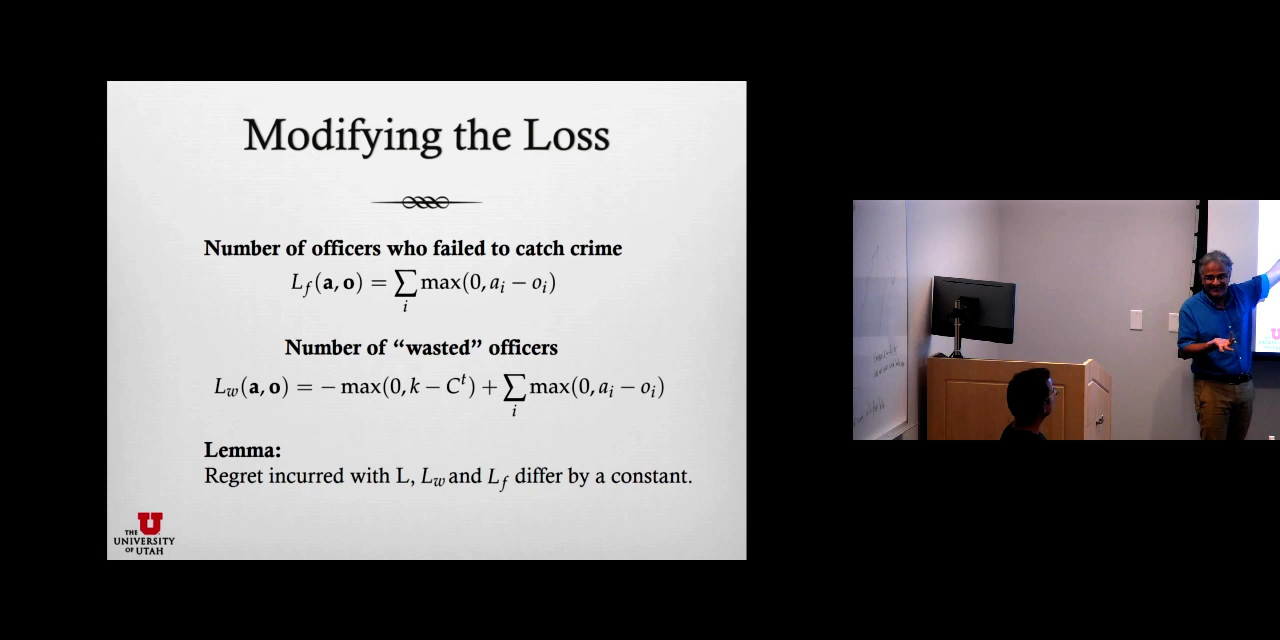 Modifying the Loss
Number of officers who failed to catch crime
L_f(a, o) = ∑_i max(0, a_i − o_i)
Number of “wasted” officers
L_w(a, o) = − max(0, k − C^t) + ∑_i max(0, a_i − o_i)
Lemma:
Regret incurred with L, L_w and L_f differ by a constant.
THE
UNIVERSITY
OF UTAH